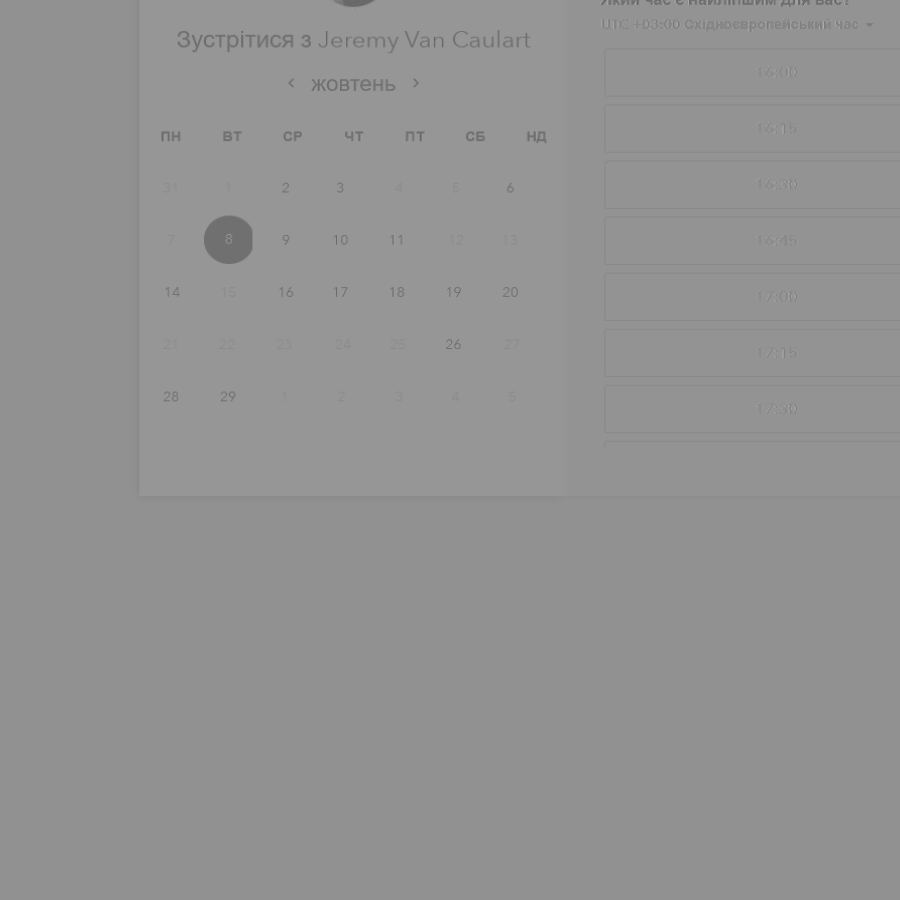 Який час є найліпшим для вас?
UTC +03:00 Східноєвропейський час
Зустрітися з Jeremy Van Caulart
жовтень
ПН ВТ СР ЧТ ПТ СБ НД
31 1 2 3 4 5 6
7 8 9 10 11 12 13
14 15 16 17 18 19 20
21 22 23 24 25 26 27
28 29 1 2 3 4 5
16:00
16:15
16:30
16:45
17:00
17:15
17:30